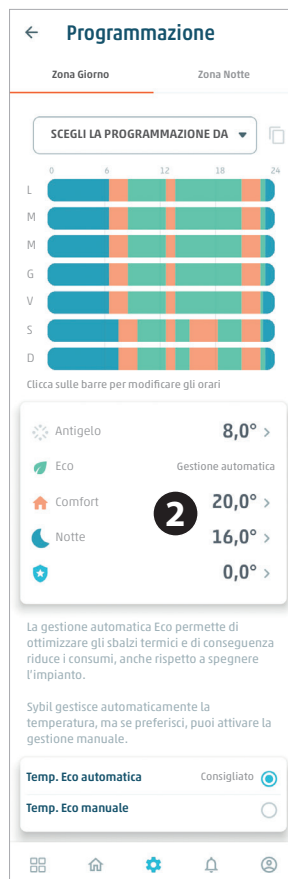 Programmazione
Zona Giorno Zona Notte
SCEGLI LA PROGRAMMAZIONE DA
0 6 12 18 24
L
M
M
G
V
S
D
Clicca sulle barre per modificare gli orari
Antigelo 8,0° >
Eco Gestione automatica
Comfort 20,0° >
2
Notte 16,0° >
0,0° >
La gestione automatica Eco permette di
ottimizzare gli sbalzi termici e di conseguenza
riduce i consumi, anche rispetto a spegnere
l'impianto.
Sybil gestisce automaticamente la
temperatura, ma se preferisci, puoi attivare la
gestione manuale.
Temp. Eco automatica Consigliato
Temp. Eco manuale